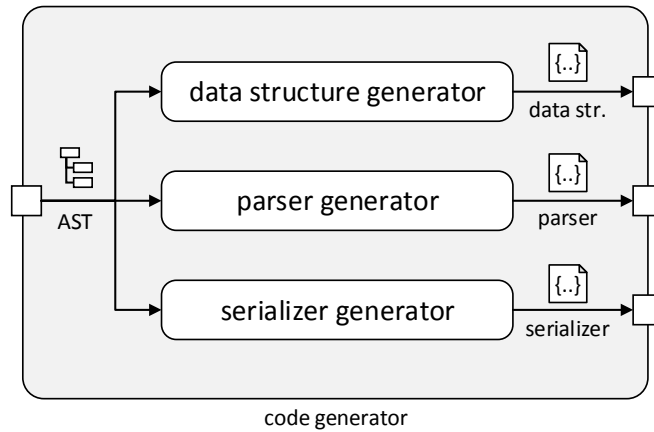 {..}
data structure generator
data str.
AST
{..}
parser generator
parser
{..}
serializer generator
serializer
code generator